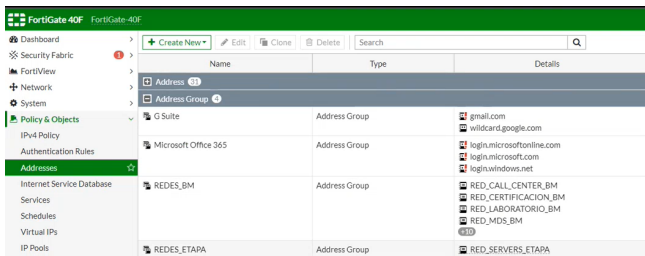 FortiGate 40F FortiGate-40F
Dashboard
Security Fabric 1
FortiView
Network
System
Policy & Objects
IPv4 Policy
Authentication Rules
Addresses
Internet Service Database
Services
Schedules
Virtual IPs
IP Pools
+ Create New Edit Clone Delete Search
Name Type Details
Address 31
Address Group 4
G Suite Address Group gmail.com
wildcard.google.com
Microsoft Office 365 Address Group login.microsoftonline.com
login.microsoft.com
login.windows.net
REDES_BM Address Group RED_CALL_CENTER_BM
RED_CERTIFICACION_BM
RED_LABORATORIO_BM
RED_MDS_BM
+10
REDES_ETAPA Address Group RED_SERVERS_ETAPA